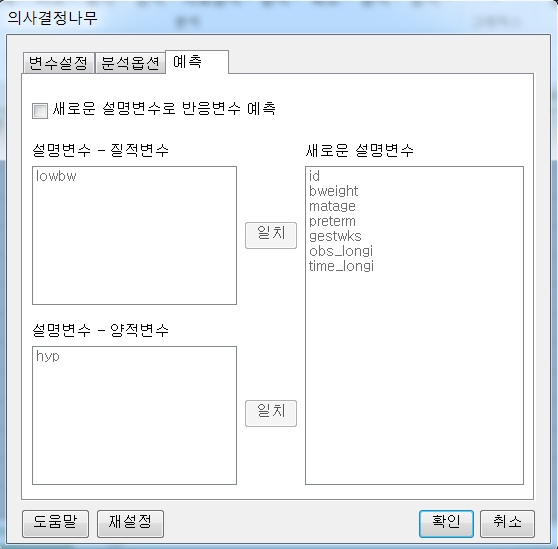 의사결정나무
변수설정
분석옵션
예측
새로운 설명변수로 반응변수 예측
설명변수 - 질적변수
lowbw
일치
설명변수 - 양적변수
hyp
일치
새로운 설명변수
id
bweight
matage
preterm
gestwks
obs_longi
time_longi
도움말
재설정
확인
취소